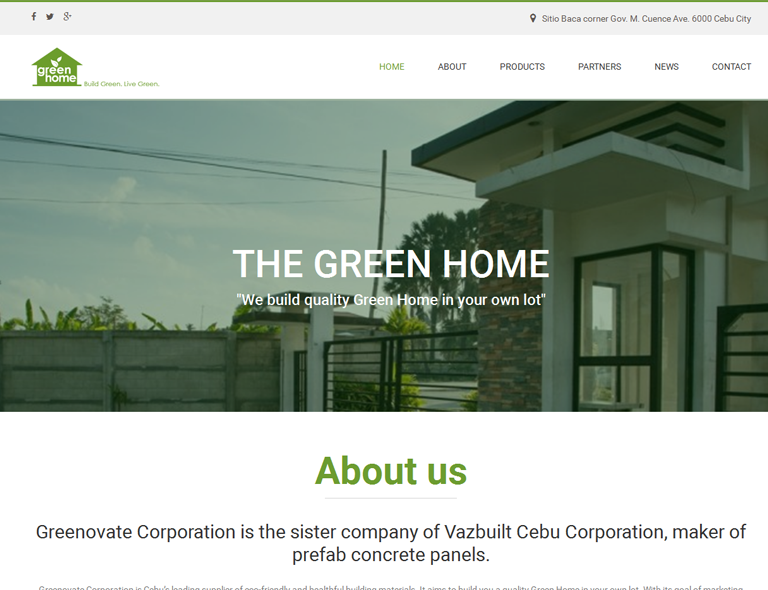 Sitio Baca corner Gov. M. Cuence Ave. 6000 Cebu City
green
home
Build Green. Live Green.
HOME ABOUT PRODUCTS PARTNERS NEWS CONTACT
THE GREEN HOME
"We build quality Green Home in your own lot"
About us
Greenovate Corporation is the sister company of Vazbuilt Cebu Corporation, maker of
prefab concrete panels.
Greenovate Corporation is Cebu's leading supplier of eco-friendly and healthful building materials. It aims to build you a quality Green Home in your own lot. With its goal of marketing